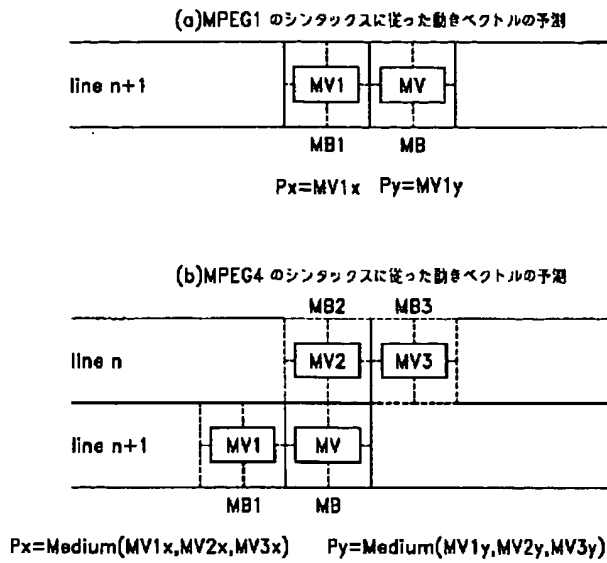 (a)MPEG1 のシンタックスに従った動きベクトルの予測
line n+1
MV1 MV
MB1 MB
Px=MV1x Py=MV1y
(b)MPEG4 のシンタックスに従った動きベクトルの予測
MB2 MB3
line n
MV2 MV3
line n+1
MV1 MV
MB1 MB
Px=Medium(MV1x,MV2x,MV3x) Py=Medium(MV1y,MV2y,MV3y)